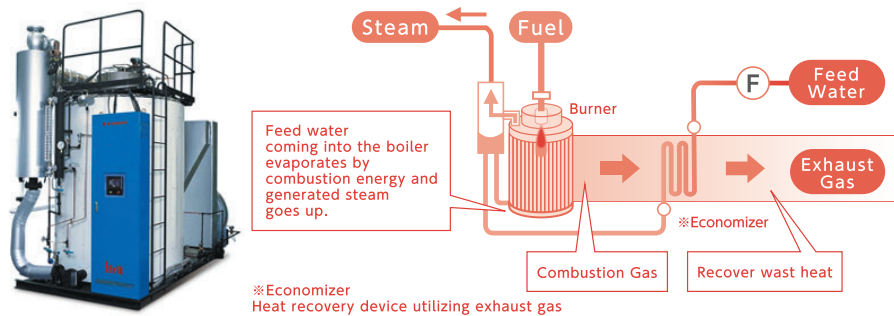 Steam
Fuel
Feed
Water
F
Burner
Feed water
coming into the boiler
evaporates by
combustion energy and
generated steam
goes up.
Exhaust
Gas
※Economizer
Combustion Gas
Recover wast heat
※Economizer
Heat recovery device utilizing exhaust gas